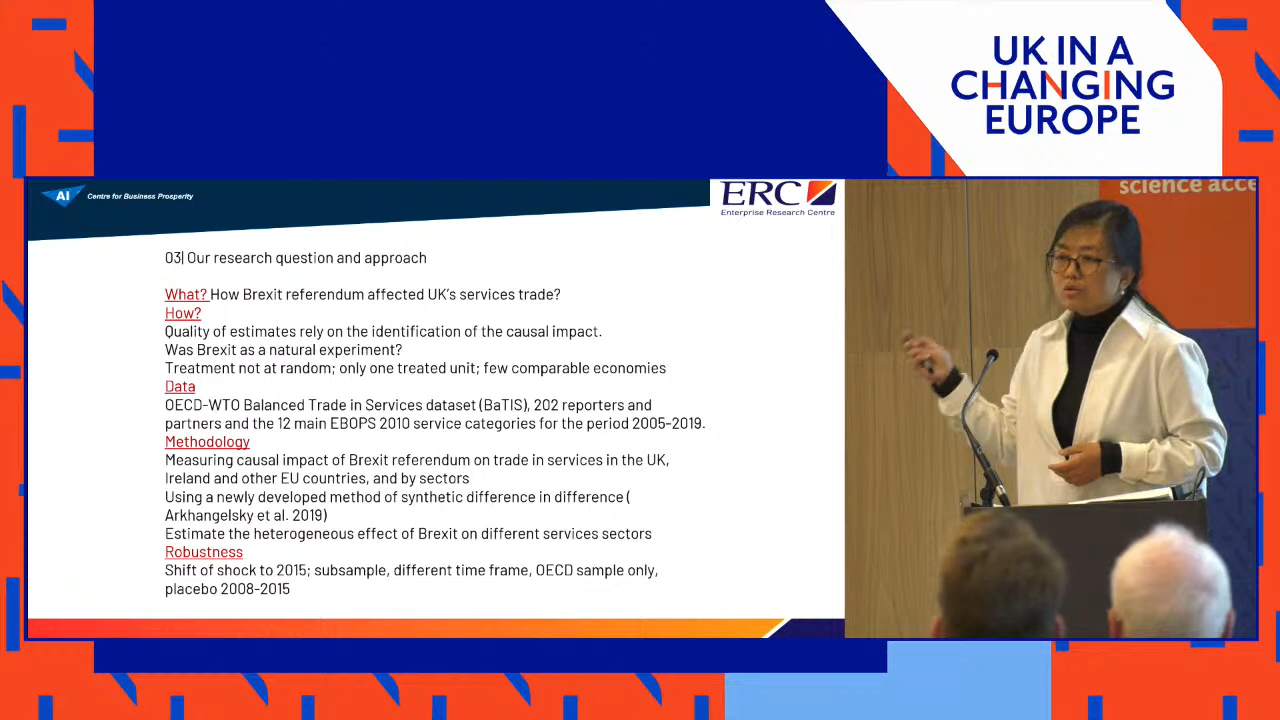 UK IN A
CHANGING
EUROPE
AI Centre for Business Prosperity
ERC
Enterprise Research Centre
science acce
03| Our research question and approach
What? How Brexit referendum affected UK's services trade?
How?
Quality of estimates rely on the identification of the causal impact.
Was Brexit as a natural experiment?
Treatment not at random; only one treated unit; few comparable economies
Data
OECD-WTO Balanced Trade in Services dataset (BaTIS), 202 reporters and
partners and the 12 main EBOPS 2010 service categories for the period 2005-2019.
Methodology
Measuring causal impact of Brexit referendum on trade in services in the UK,
Ireland and other EU countries, and by sectors
Using a newly developed method of synthetic difference in difference (
Arkhangelsky et al. 2019)
Estimate the heterogeneous effect of Brexit on different services sectors
Robustness
Shift of shock to 2015; subsample, different time frame, OECD sample only,
placebo 2008-2015